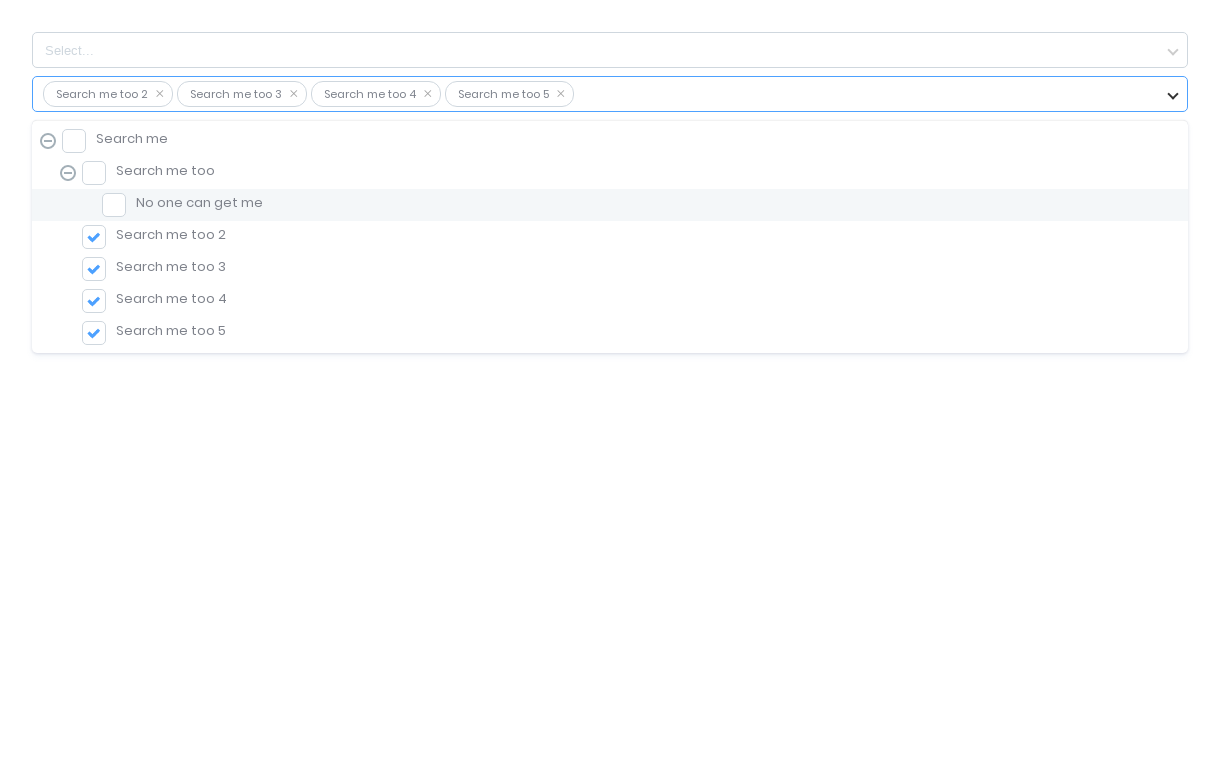 Select...
Search me too 2 × Search me too 3 × Search me too 4 × Search me too 5 ×
Search me
Search me too
No one can get me
Search me too 2
Search me too 3
Search me too 4
Search me too 5